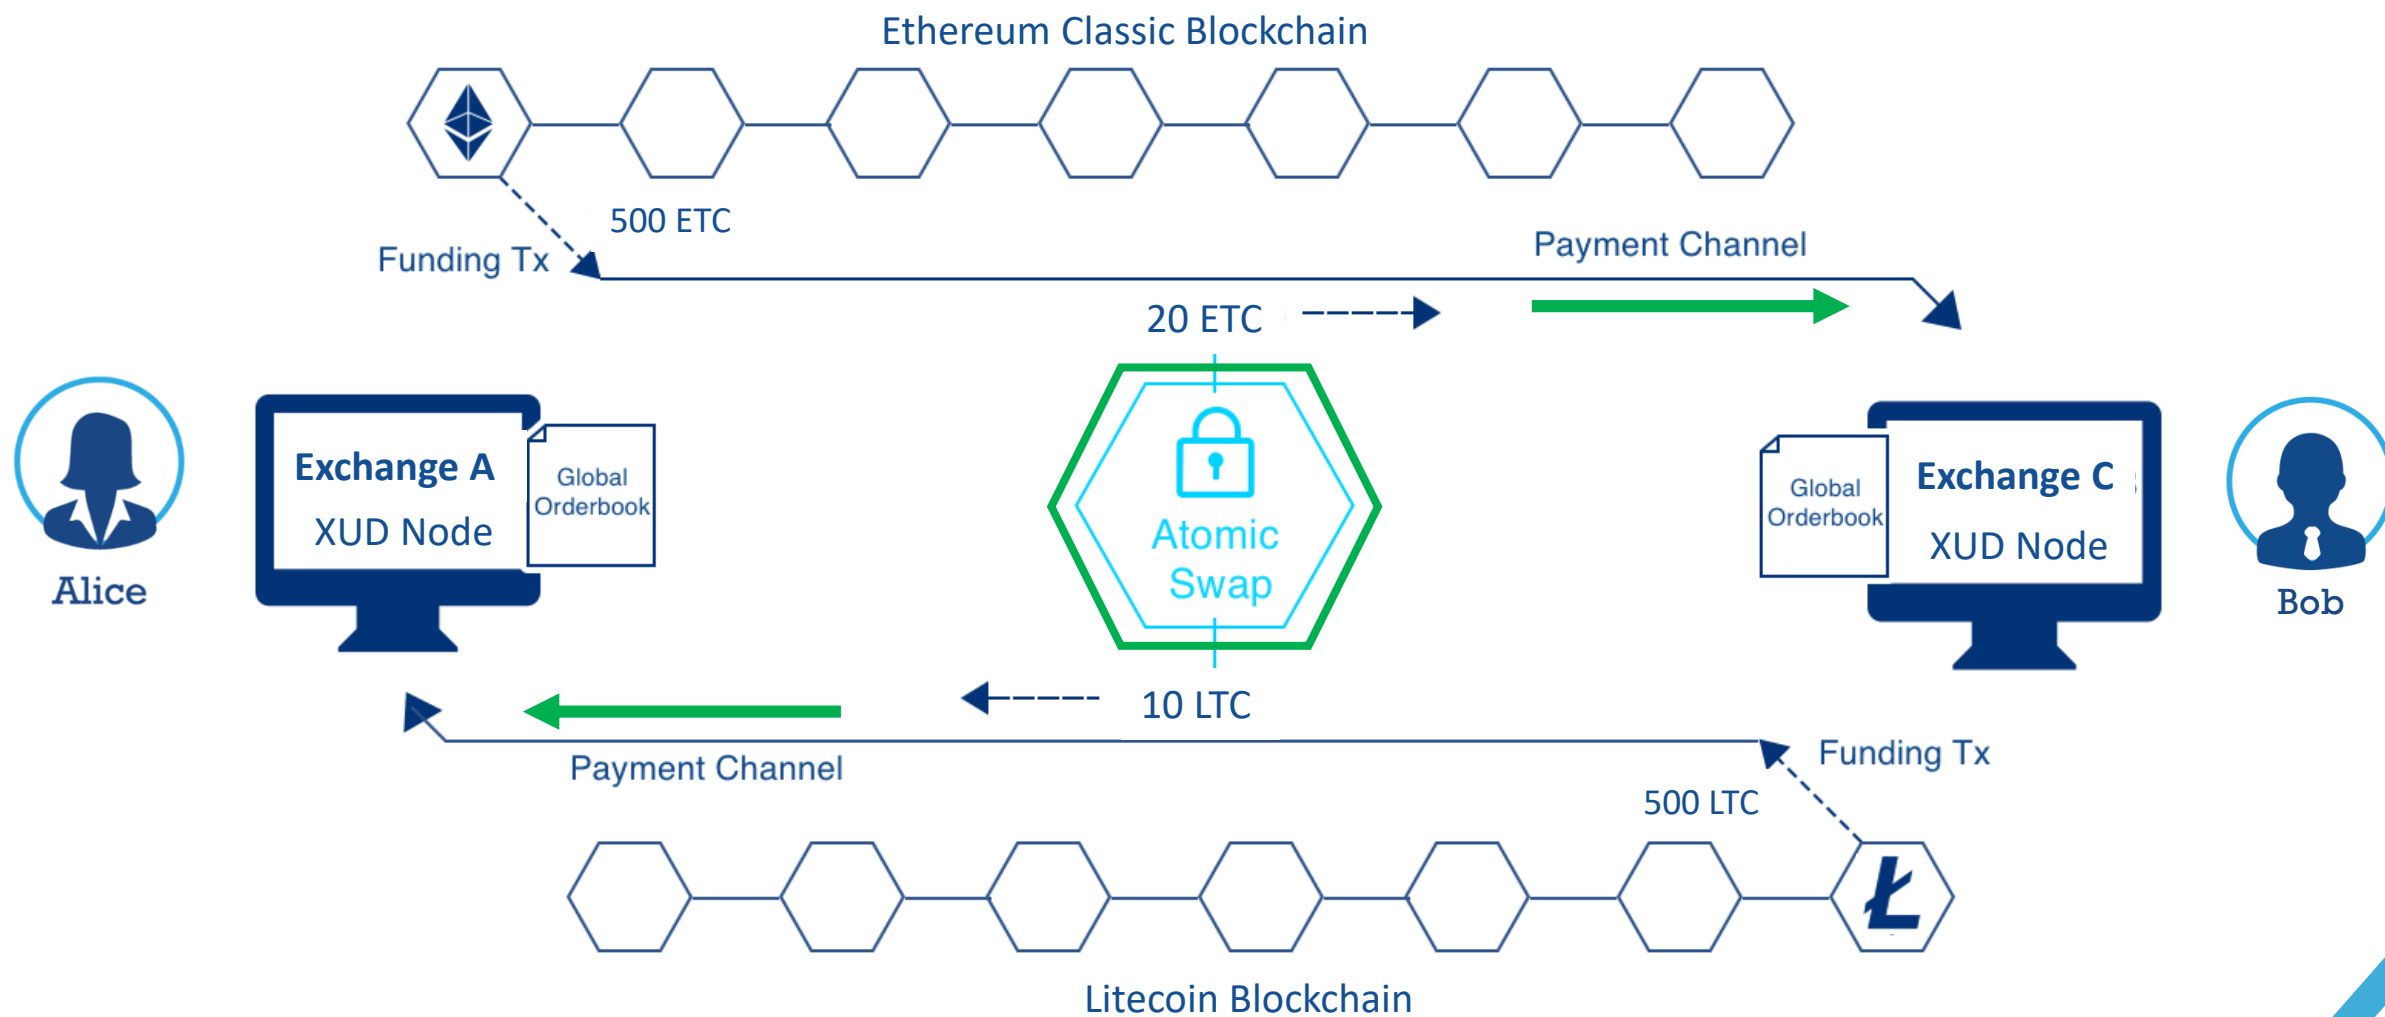 Ethereum Classic Blockchain
500 ETC
Funding Tx
Payment Channel
20 ETC
Alice
Exchange A
XUD Node
Global
Orderbook
Atomic
Swap
Global
Orderbook
Exchange C
XUD Node
Bob
10 LTC
Payment Channel
Funding Tx
500 LTC
Litecoin Blockchain